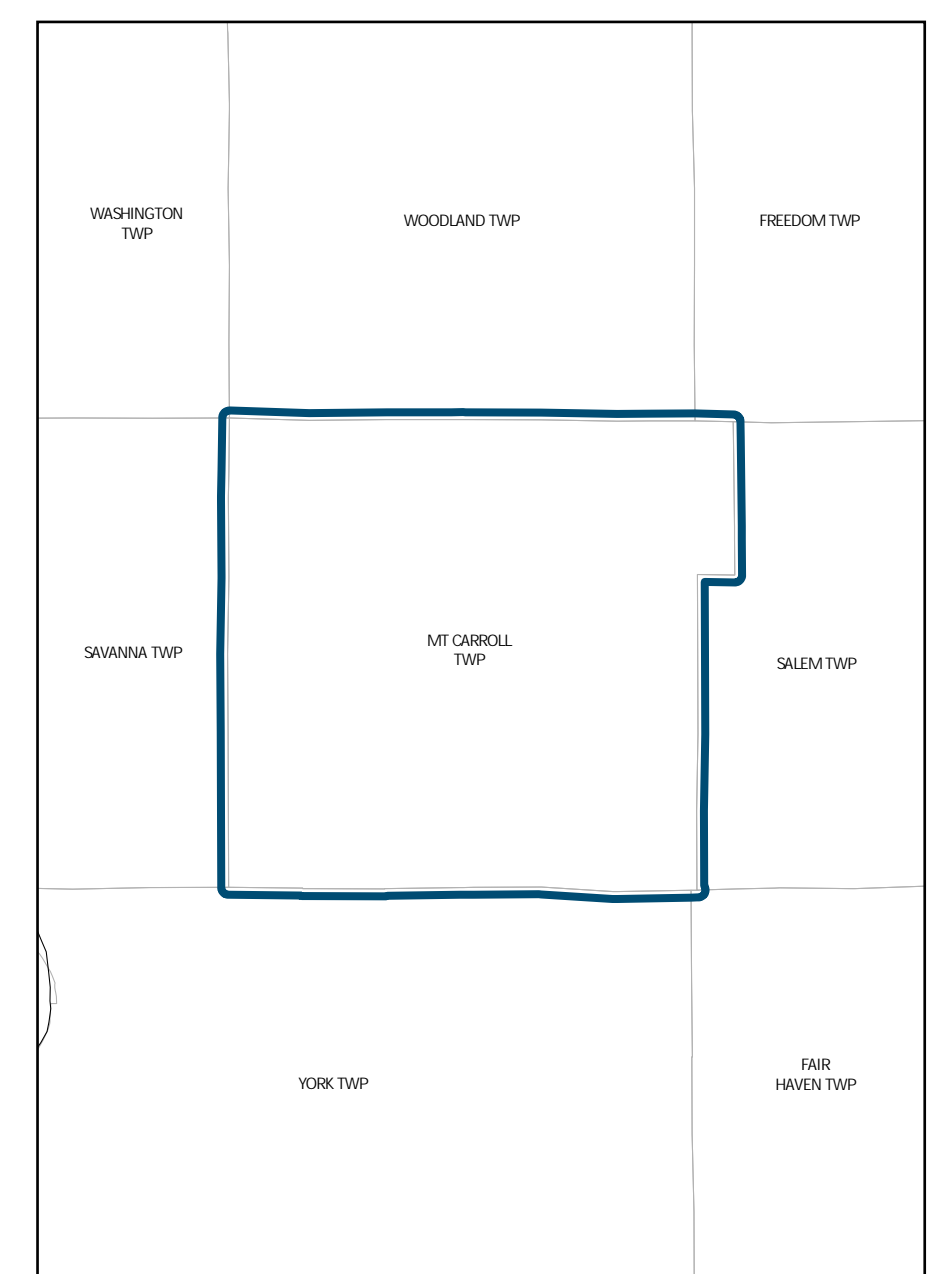 WASHINGTON
TWP
WOODLAND TWP
FREEDOM TWP
SAVANNA TWP
MT CARROLL
TWP
SALEM TWP
YORK TWP
FAIR
HAVEN TWP